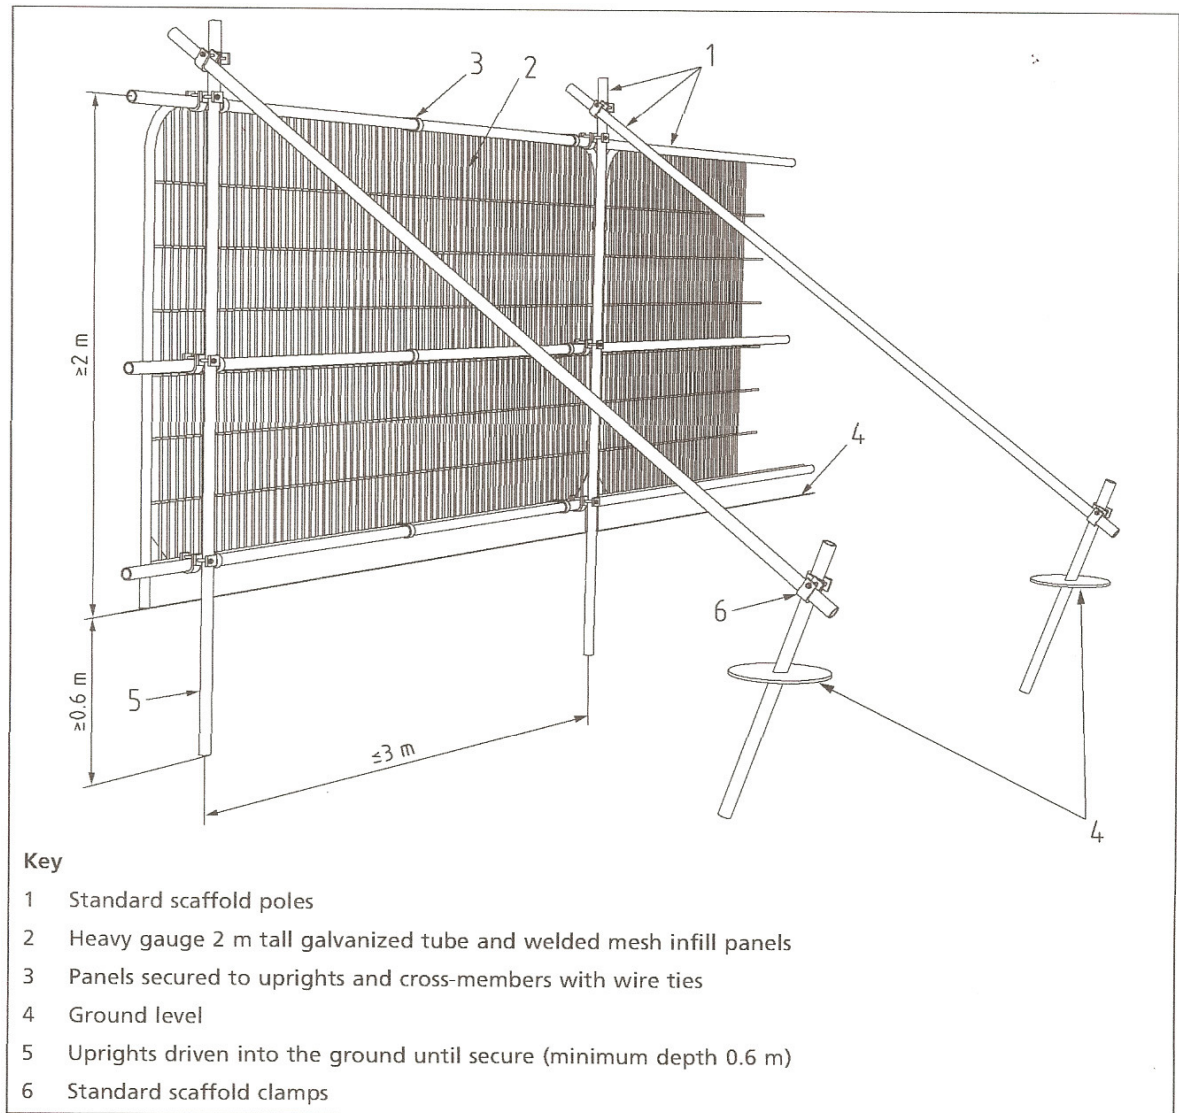 1
3
2
≥2 m
4
6
5
≥0.6 m
≤3 m
4
Key
1 Standard scaffold poles
2 Heavy gauge 2 m tall galvanized tube and welded mesh infill panels
3 Panels secured to uprights and cross-members with wire ties
4 Ground level
5 Uprights driven into the ground until secure (minimum depth 0.6 m)
6 Standard scaffold clamps